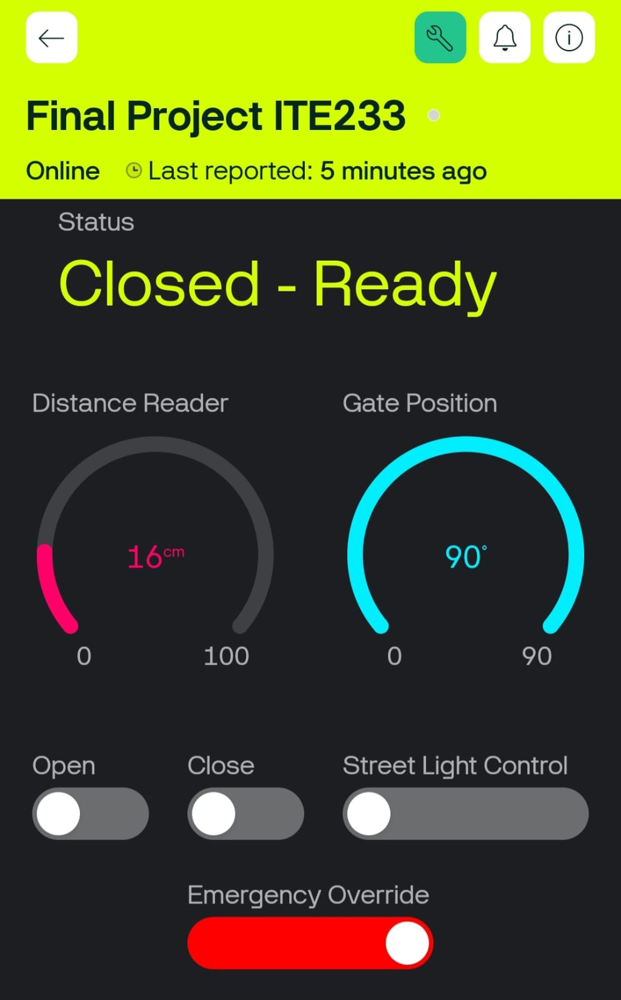 Final Project ITE233
Online Last reported: 5 minutes ago
Status
Closed - Ready
Distance Reader Gate Position
16cm 90°
0 100 0 90
Open Close Street Light Control
Emergency Override